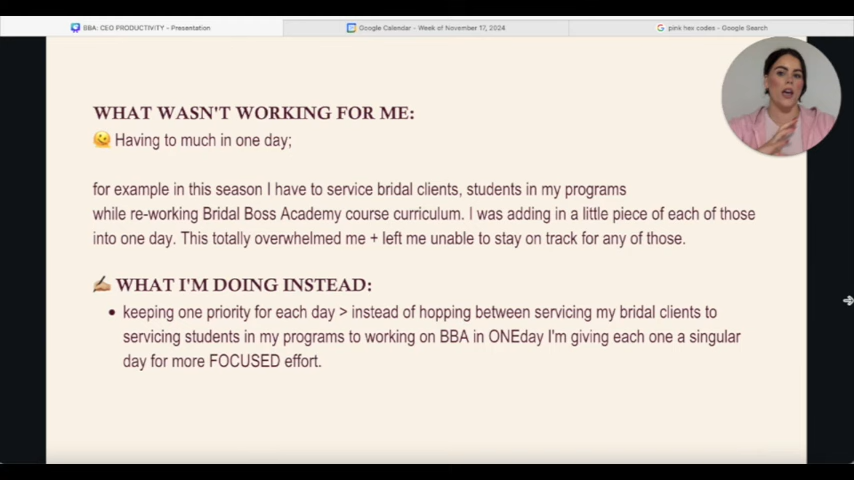 BBA: CEO PRODUCTIVITY - Presentation
Google Calendar - Week of November 17, 2024
pink hex codes - Google Search
WHAT WASN'T WORKING FOR ME:
🫠 Having to much in one day;
for example in this season I have to service bridal clients, students in my programs
while re-working Bridal Boss Academy course curriculum. I was adding in a little piece of each of those
into one day. This totally overwhelmed me + left me unable to stay on track for any of those.
✍🏼 WHAT I'M DOING INSTEAD:
• keeping one priority for each day > instead of hopping between servicing my bridal clients to
servicing students in my programs to working on BBA in ONEday I'm giving each one a singular
day for more FOCUSED effort.